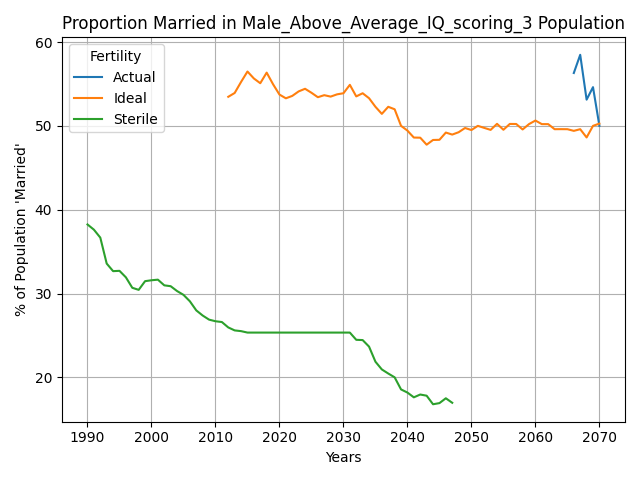 Proportion Married in Male_Above_Average_IQ_scoring_3 Population
Fertility
Actual
Ideal
Sterile
% of Population 'Married'
60
50
40
30
20
1990 2000 2010 2020 2030 2040 2050 2060 2070
Years